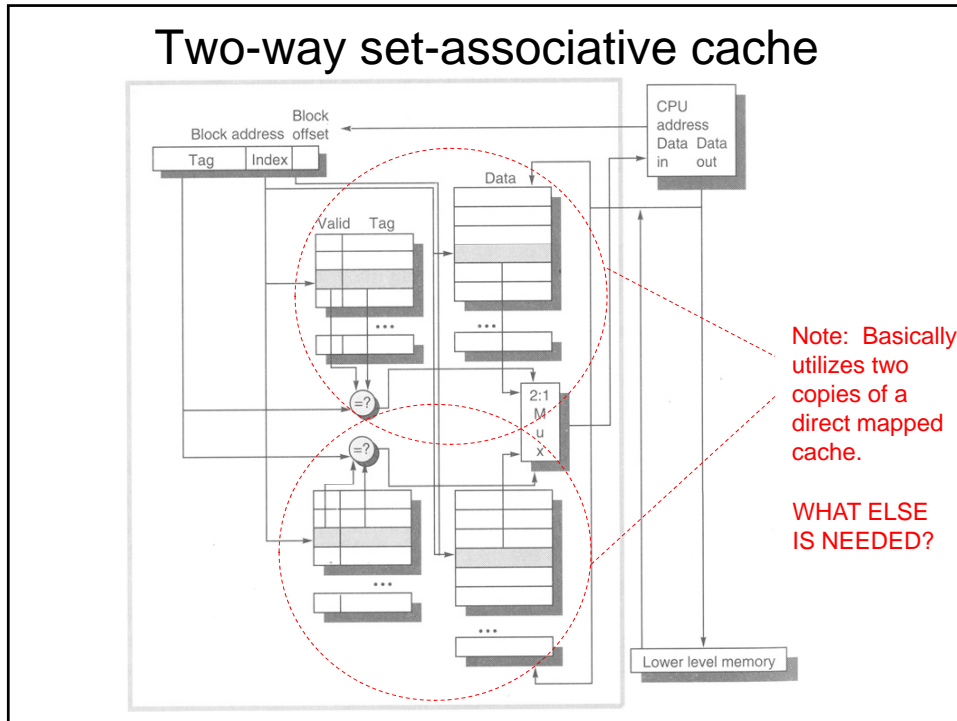 Two-way set-associative cache
Block
Block address offset
Tag Index
CPU
address
Data Data
in out
Data
Valid Tag
•••
•••
=?
2:1
M
u
x
=?
•••
•••
Lower level memory
Note: Basically
utilizes two
copies of a
direct mapped
cache.
WHAT ELSE
IS NEEDED?